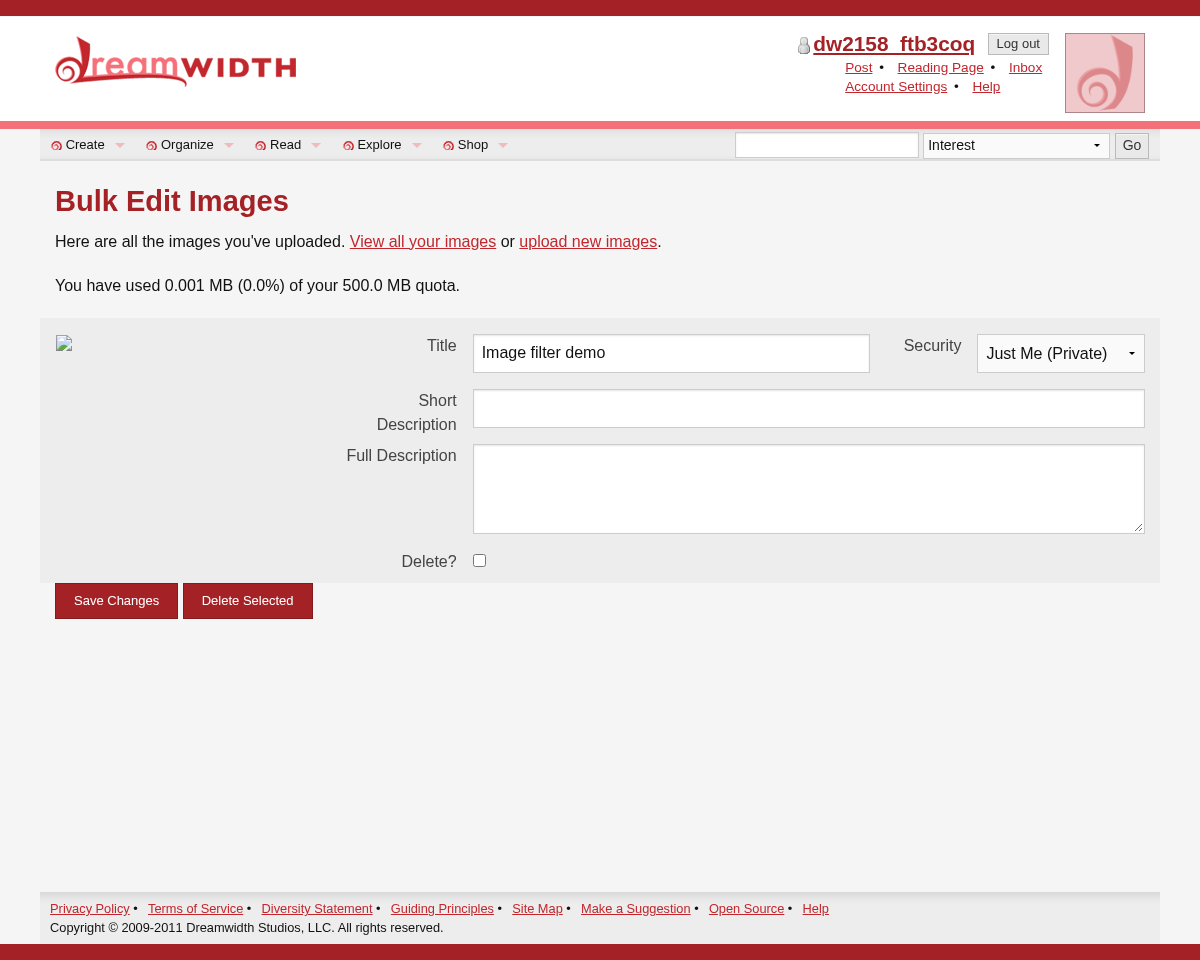 dreamWIDTH
dw2158_ftb3coq Log out
Post • Reading Page • Inbox
Account Settings • Help
Create Organize Read Explore Shop Interest Go
Bulk Edit Images
Here are all the images you've uploaded. View all your images or upload new images.
You have used 0.001 MB (0.0%) of your 500.0 MB quota.
Title Image filter demo Security Just Me (Private)
Short
Description
Full Description
Delete?
Save Changes Delete Selected
Privacy Policy • Terms of Service • Diversity Statement • Guiding Principles • Site Map • Make a Suggestion • Open Source • Help
Copyright © 2009-2011 Dreamwidth Studios, LLC. All rights reserved.